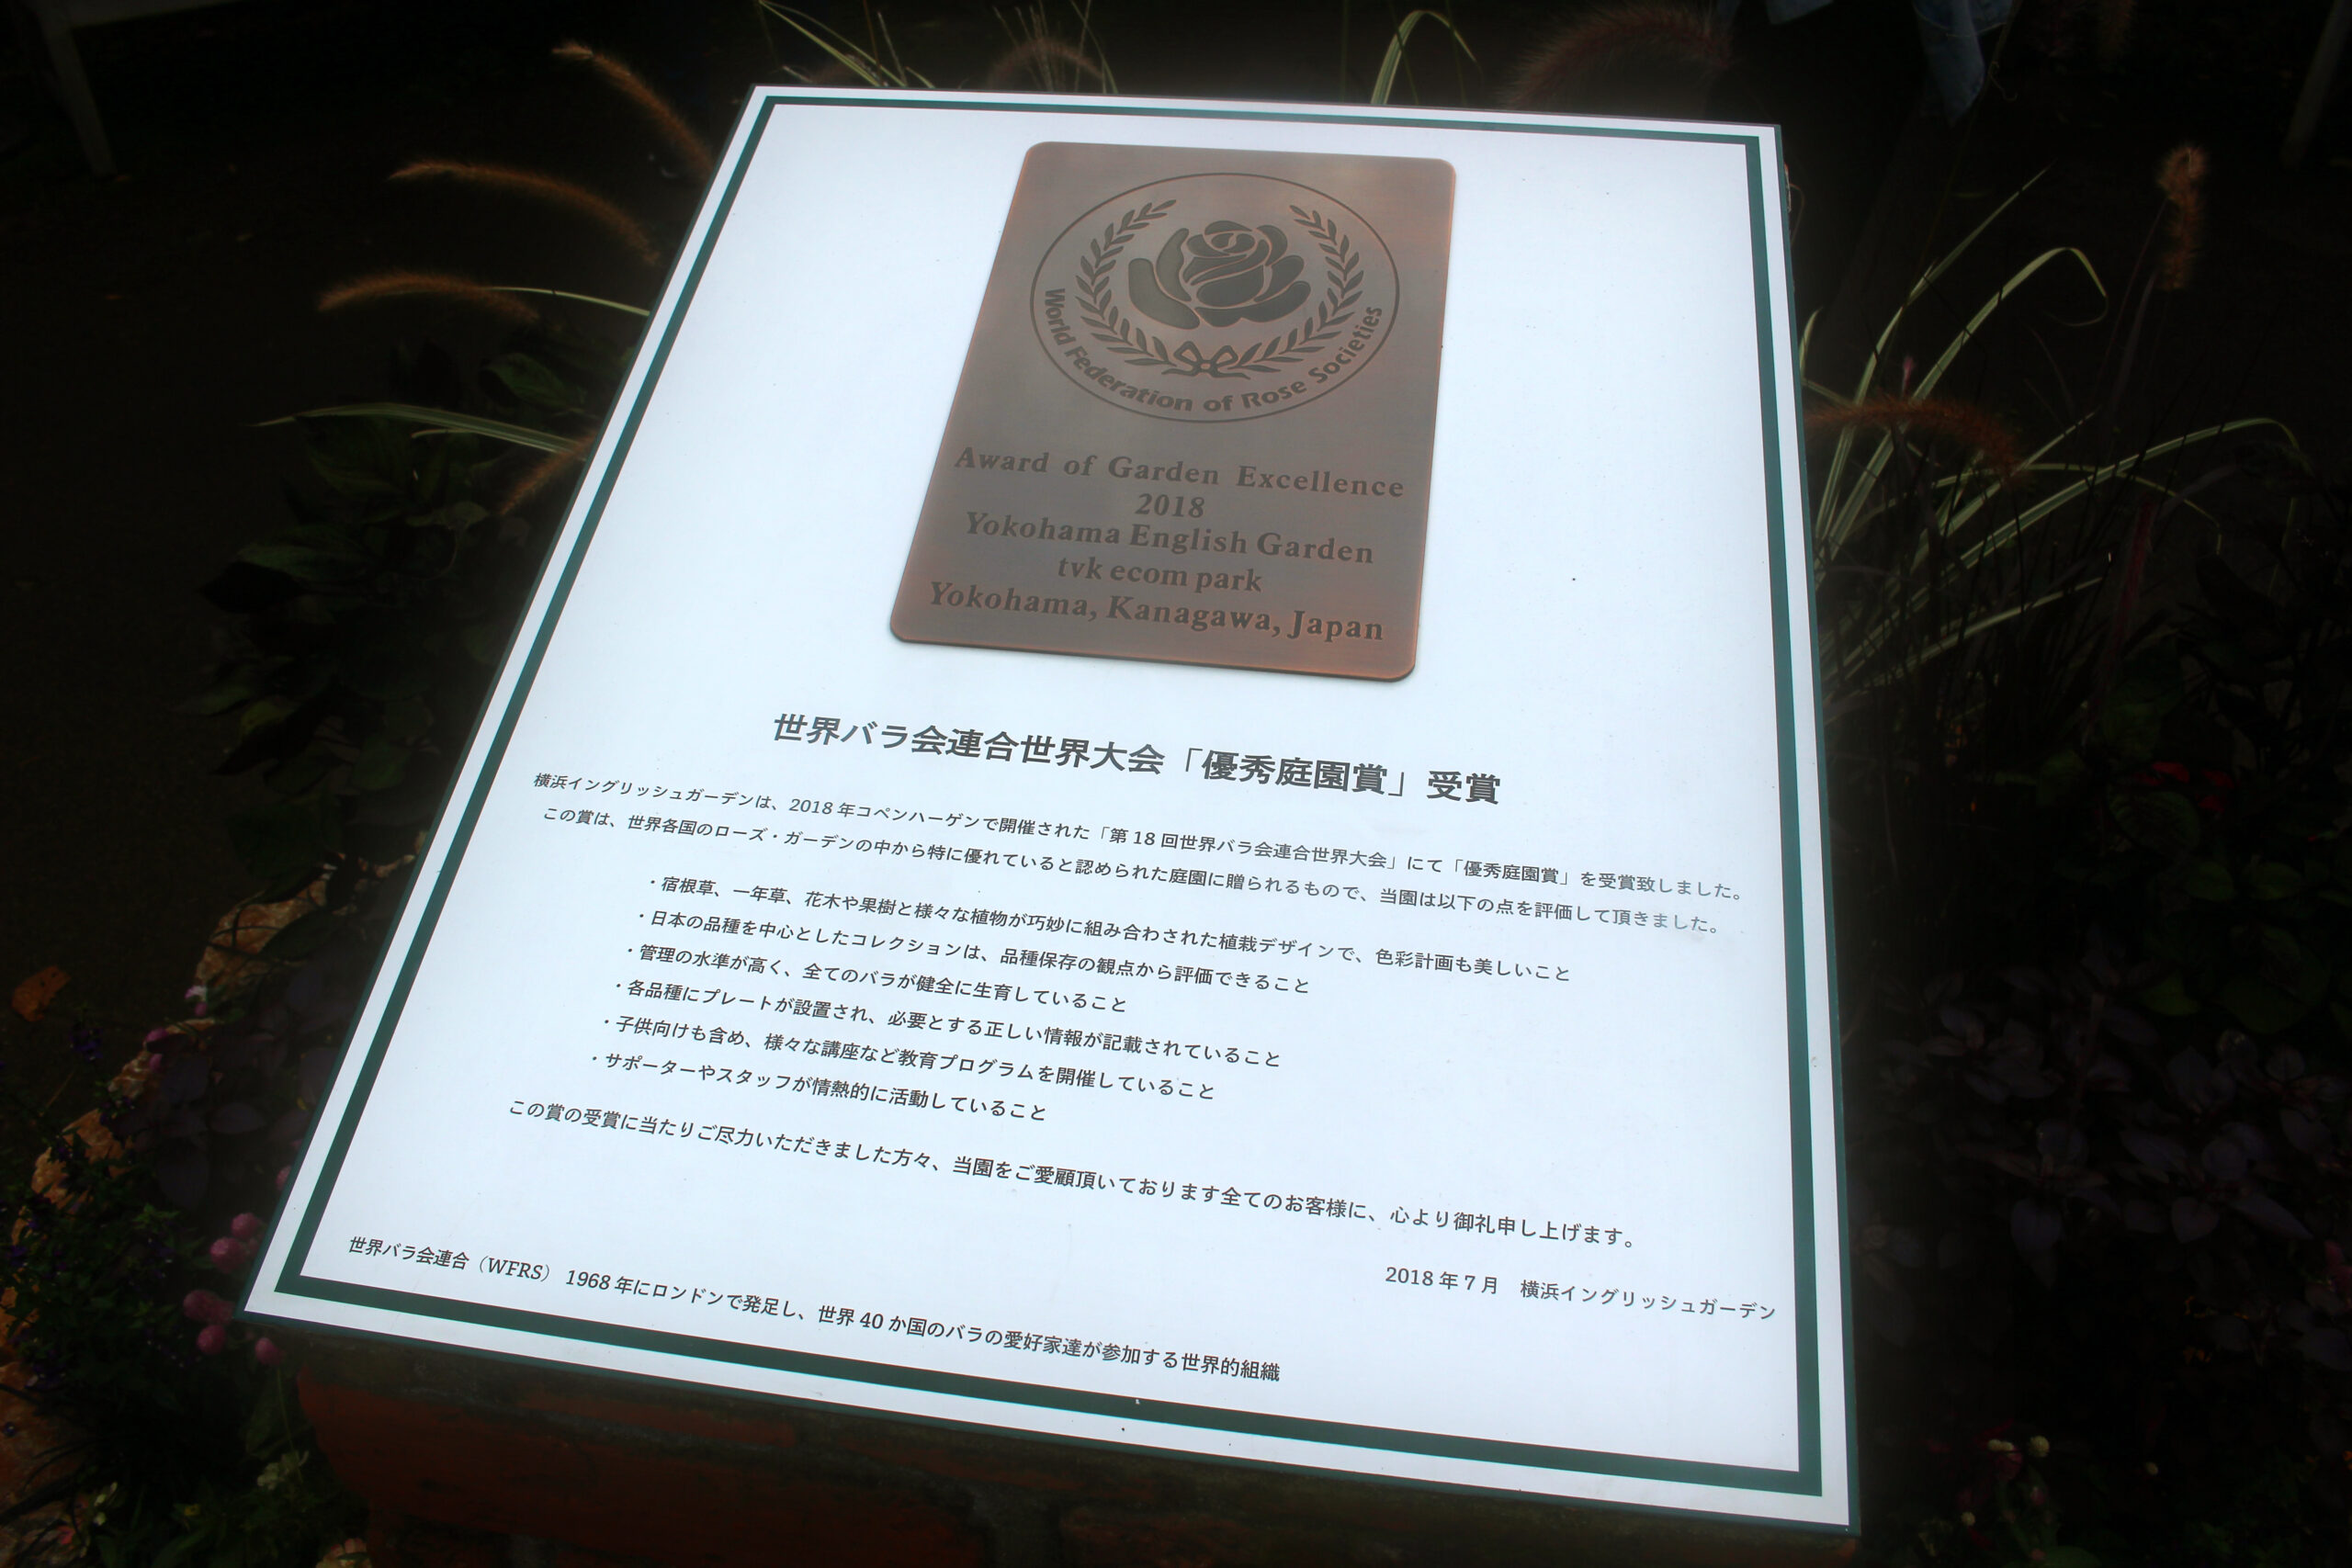 World Federation of Rose Societies
Award of Garden Excellence
2018
Yokohama English Garden
tvk ecom park
Yokohama, Kanagawa, Japan
世界バラ会連合世界大会「優秀庭園賞」受賞
横浜イングリッシュガーデンは、2018 年コペンハーゲンで開催された「第 18 回世界バラ会連合世界大会」にて「優秀庭園賞」を受賞致しました。
この賞は、世界各国のローズ・ガーデンの中から特に優れていると認められた庭園に贈られるもので、当園は以下の点を評価して頂きました。
・宿根草、一年草、花木や果樹と様々な植物が巧妙に組み合わされた植栽デザインで、色彩計画も美しいこと
・日本の品種を中心としたコレクションは、品種保存の観点から評価できること
・管理の水準が高く、全てのバラが健全に生育していること
・各品種にプレートが設置され、必要とする正しい情報が記載されていること
・子供向けも含め、様々な講座など教育プログラムを開催していること
・サポーターやスタッフが情熱的に活動していること
この賞の受賞に当たりご尽力いただきました方々、当園をご愛顧頂いております全てのお客様に、心より御礼申し上げます。
2018 年 7 月　横浜イングリッシュガーデン
世界バラ会連合（WFRS） 1968 年にロンドンで発足し、世界 40 か国のバラの愛好家達が参加する世界的組織